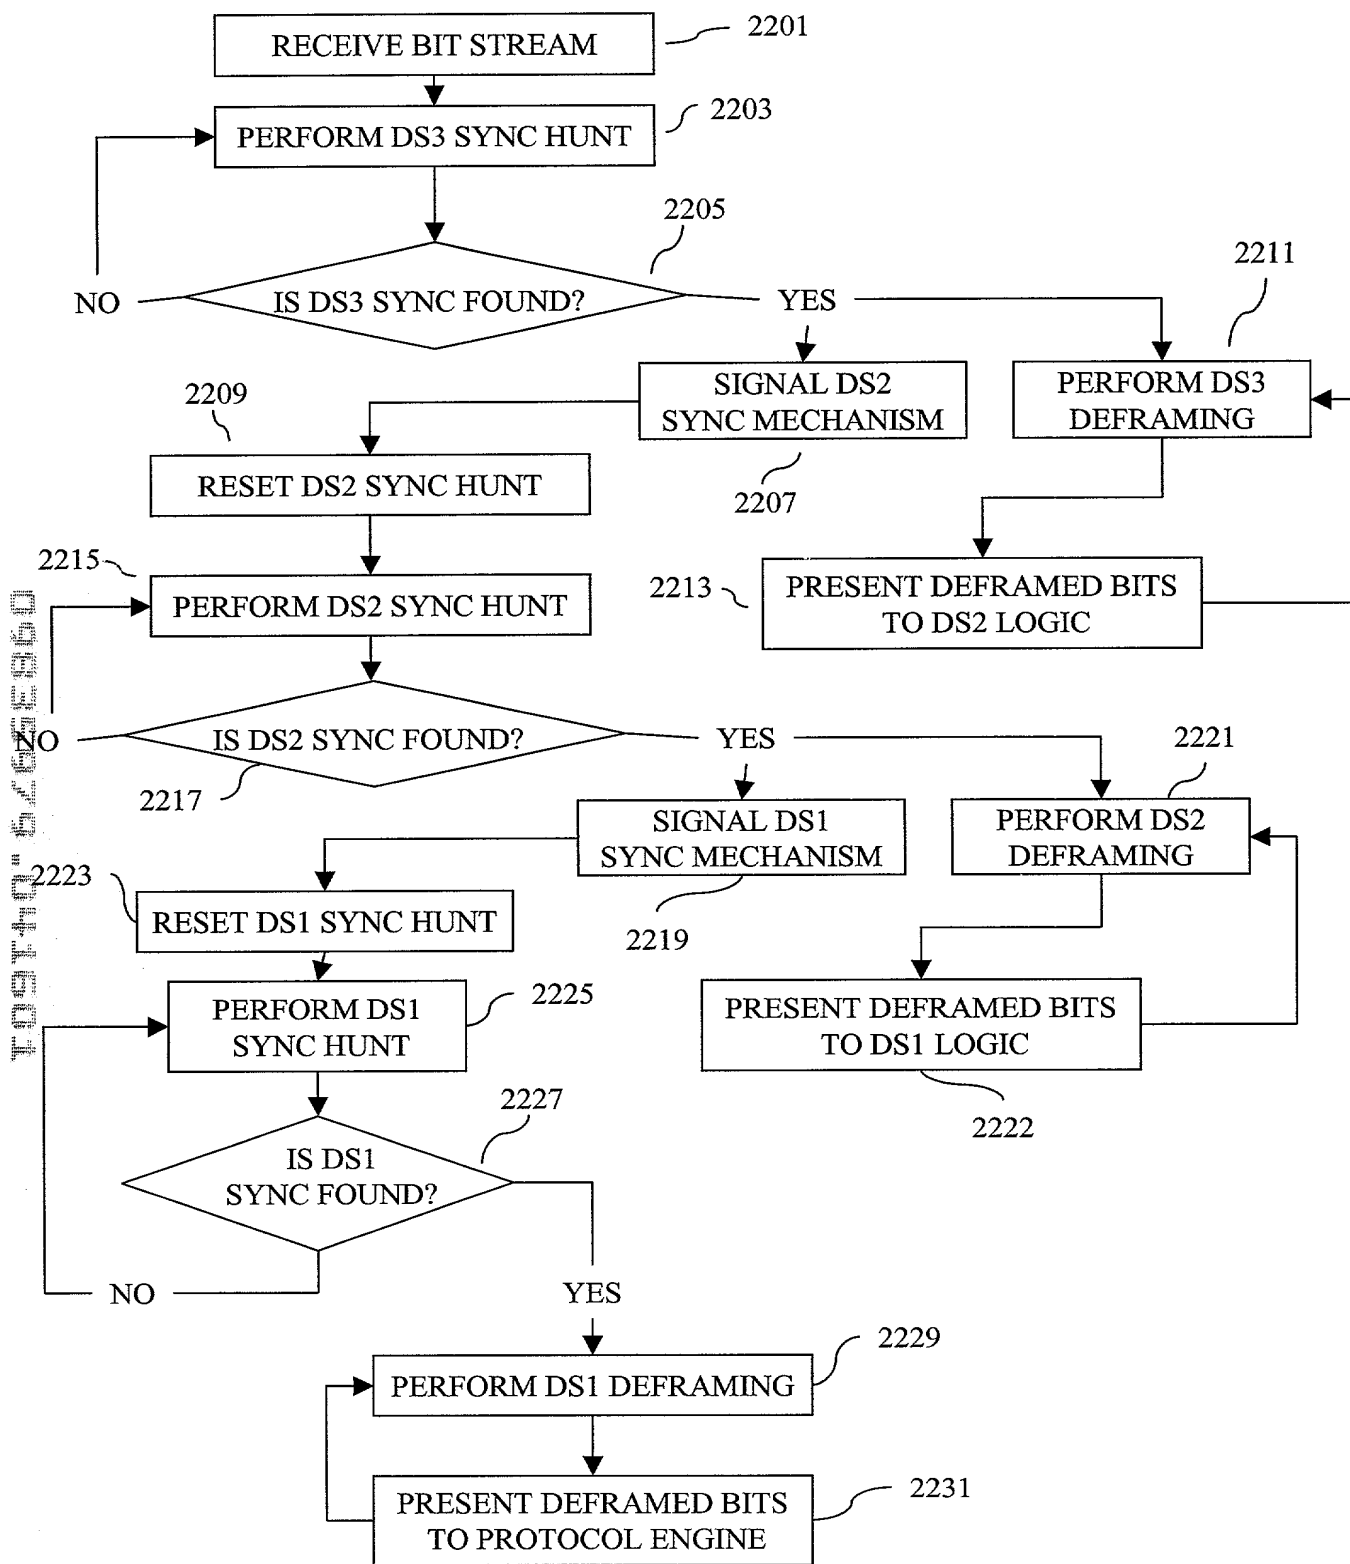 RECEIVE BIT STREAM
2201
PERFORM DS3 SYNC HUNT
2203
IS DS3 SYNC FOUND?
2205
NO
YES
2211
SIGNAL DS2
SYNC MECHANISM
2207
PERFORM DS3
DEFRAMING
2209
RESET DS2 SYNC HUNT
2215
PERFORM DS2 SYNC HUNT
2213
PRESENT DEFRAMED BITS
TO DS2 LOGIC
NO
IS DS2 SYNC FOUND?
2217
YES
2221
SIGNAL DS1
SYNC MECHANISM
2219
PERFORM DS2
DEFRAMING
2223
RESET DS1 SYNC HUNT
PERFORM DS1
SYNC HUNT
2225
PRESENT DEFRAMED BITS
TO DS1 LOGIC
2222
2227
IS DS1
SYNC FOUND?
NO
YES
2229
PERFORM DS1 DEFRAMING
2231
PRESENT DEFRAMED BITS
TO PROTOCOL ENGINE